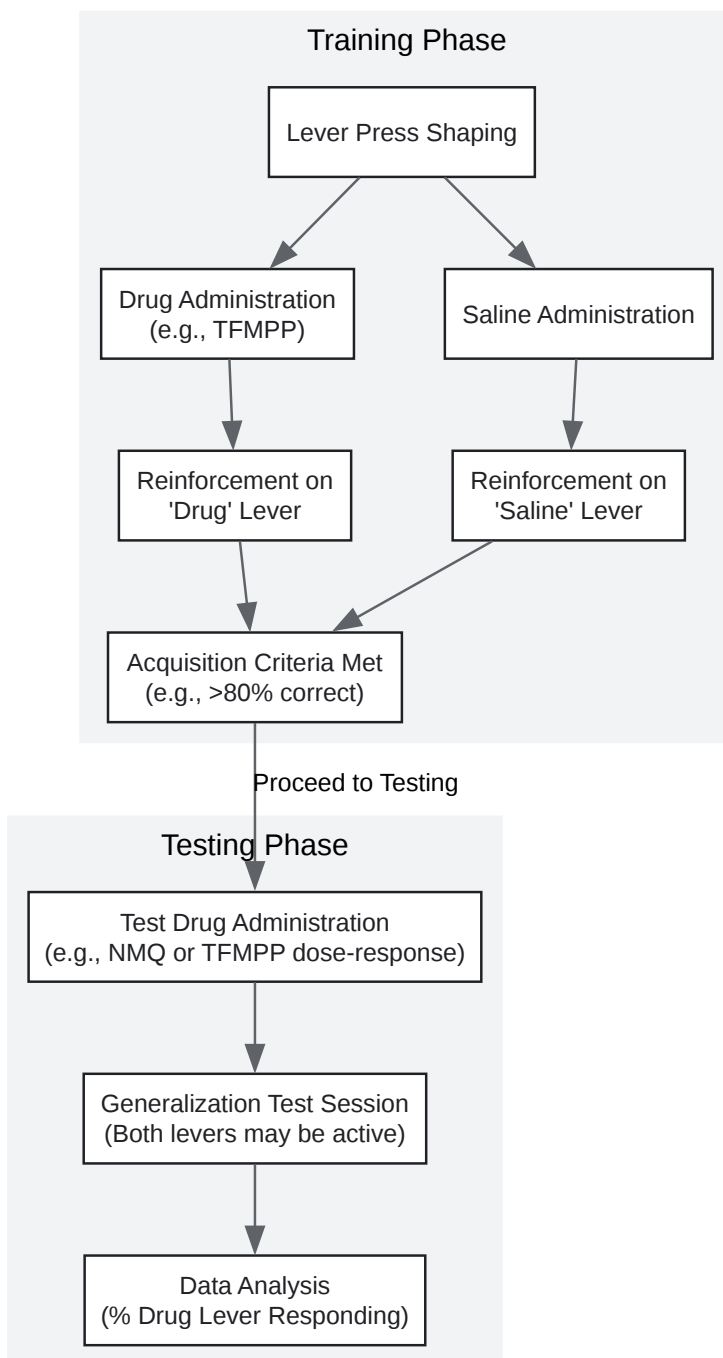 Training Phase
Lever Press Shaping
Drug Administration
(e.g., TFMPP)
Saline Administration
Reinforcement on
'Drug' Lever
Reinforcement on
'Saline' Lever
Acquisition Criteria Met
(e.g., >80% correct)
Proceed to Testing
Testing Phase
Test Drug Administration
(e.g., NMQ or TFMPP dose-response)
Generalization Test Session
(Both levers may be active)
Data Analysis
(% Drug Lever Responding)